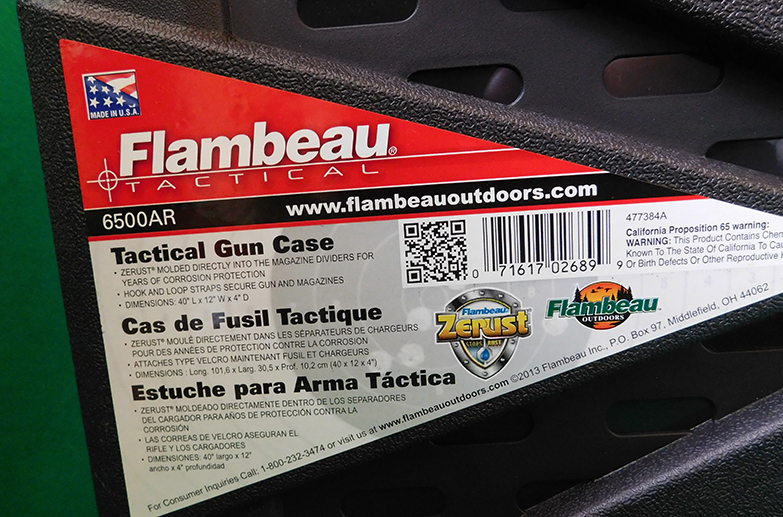 MADE IN U.S.A.
Flambeau®
TACTICAL
www.flambeauoutdoors.com
6500AR
477384A
California Proposition 65 warning:
WARNING: This Product Contains Chem
Known To The State Of California To Cau
Or Birth Defects Or Other Reproductive
0 71617 02689 9
Tactical Gun Case
• ZERUST® MOLDED DIRECTLY INTO THE MAGAZINE DIVIDERS FOR
YEARS OF CORROSION PROTECTION
• HOOK AND LOOP STRAPS SECURE GUN AND MAGAZINES
• DIMENSIONS: 40" L x 12" W x 4" D
Cas de Fusil Tactique
• ZERUST® MOULÉ DIRECTEMENT DANS LES SÉPARATEURS DE CHARGEURS
POUR DES ANNÉES DE PROTECTION CONTRE LA CORROSION
• ATTACHES TYPE VELCRO MAINTENANT FUSIL ET CHARGEURS
• DIMENSIONS : Long. 101,6 x Larg. 30,5 x Prof. 10,2 cm (40 x 12 x 4")
Estuche para Arma Táctica
• ZERUST® MOLDEADO DIRECTAMENTE DENTRO DE LOS SEPARADORES
DEL CARGADOR PARA AÑOS DE PROTECCIÓN CONTRA LA
CORROSIÓN
• LAS CORREAS DE VELCRO ASEGURAN EL
RIFLE Y LOS CARGADORES
• DIMENSIONES: 40" largo x 12"
ancho x 4" profundidad
Flambeau
Zerust
STOPS RUST
Flambeau
OUTDOORS
For Consumer Inquiries Call: 1-800-232-3474 or visit us at www.flambeauoutdoors.com ©2013 Flambeau Inc., P.O. Box 97, Middlefield, OH 44062